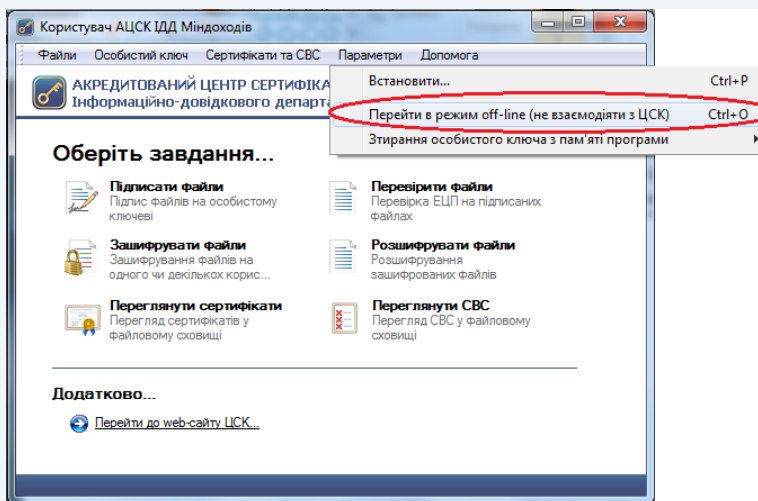 Користувач АЦСК ІДД Міндоходів
Файли Особистий ключ Сертифікати та СВС Параметри Допомога
Встановити... Ctrl+P
Перейти в режим off-line (не взаємодіяти з ЦСК) Ctrl+O
Зтирання особистого ключа з пам'яті програми
АКРЕДИТОВАНИЙ ЦЕНТР СЕРТИФІКА
Інформаційно-довідкового департа
Оберіть завдання...
Підписати файли
Підпис файлів на особистому
ключеві
Перевірити файли
Перевірка ЕЦП на підписаних
файлах
Зашифрувати файли
Зашифрування файлів на
одного чи декількох корис...
Розшифрувати файли
Розшифрування
зашифрованих файлів
Переглянути сертифікати
Перегляд сертифікатів у
файловому сховищі
Переглянути СВС
Перегляд СВС у файловому
сховищі
Додатково...
Перейти до web-сайту ЦСК...